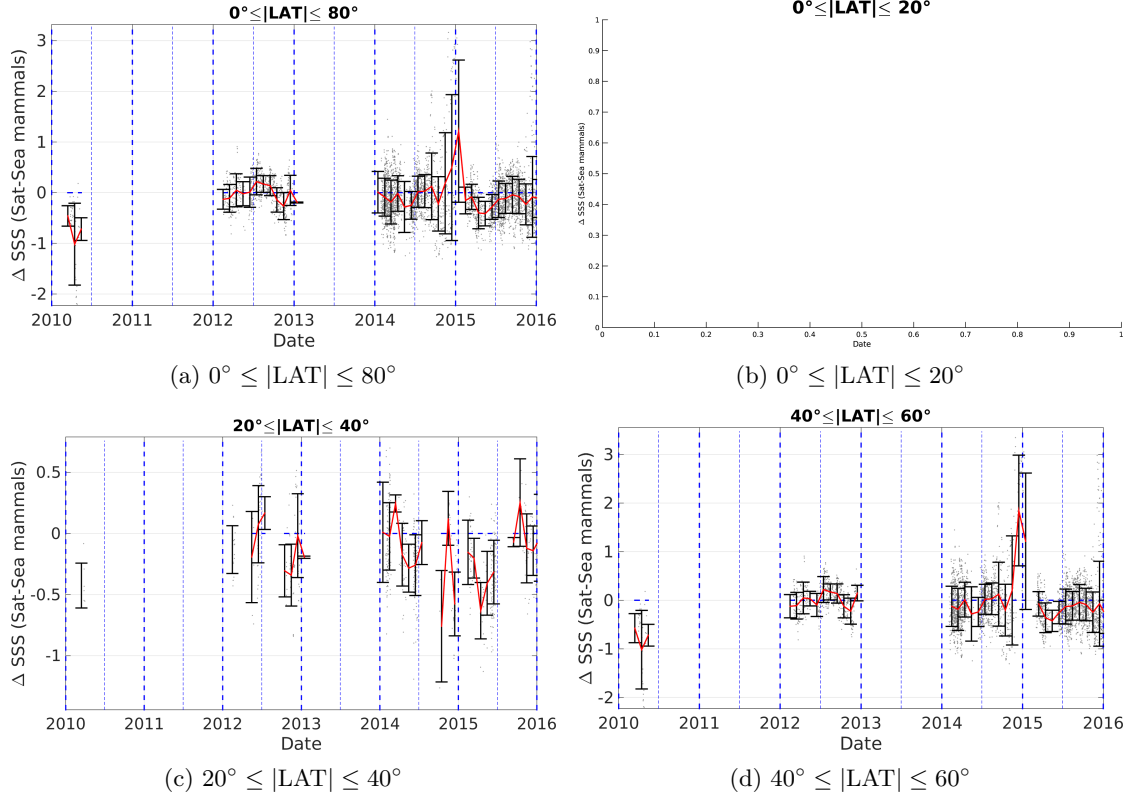 0°≤|LAT|≤ 80°
Δ SSS (Sat-Sea mammals)
3
2
1
0
-1
-2
2010 2011 2012 2013 2014 2015 2016
Date
(a) 0° ≤ |LAT| ≤ 80°
0°≤|LAT|≤ 20°
Δ SSS (Sat-Sea mammals)
1
0.9
0.8
0.7
0.6
0.5
0.4
0.3
0.2
0.1
0
0 0.1 0.2 0.3 0.4 0.5 0.6 0.7 0.8 0.9 1
Date
(b) 0° ≤ |LAT| ≤ 20°
20°≤|LAT|≤ 40°
Δ SSS (Sat-Sea mammals)
0.5
0
-0.5
-1
2010 2011 2012 2013 2014 2015 2016
Date
(c) 20° ≤ |LAT| ≤ 40°
40°≤|LAT|≤ 60°
Δ SSS (Sat-Sea mammals)
3
2
1
0
-1
-2
2010 2011 2012 2013 2014 2015 2016
Date
(d) 40° ≤ |LAT| ≤ 60°